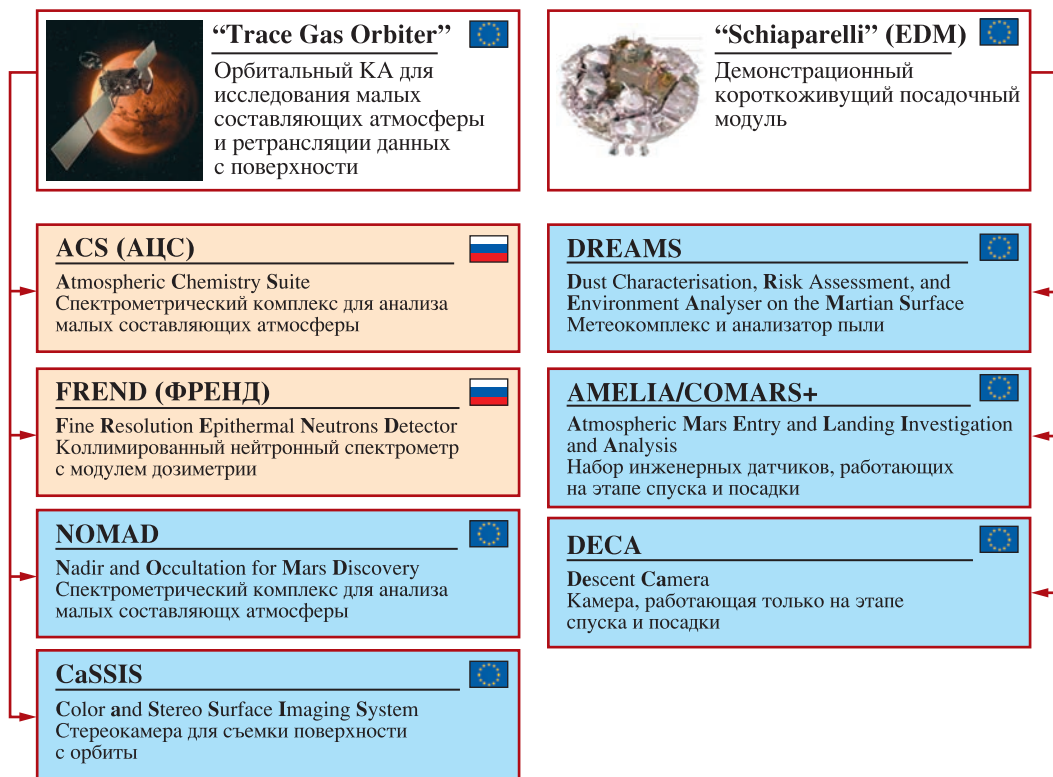 “Trace Gas Orbiter”
Орбитальный КА для
исследования малых
составляющих атмосферы
и ретрансляции данных
с поверхности
“Schiaparelli” (EDM)
Демонстрационный
короткоживущий посадочный
модуль
ACS (АЦС)
Atmospheric Chemistry Suite
Спектрометрический комплекс для анализа
малых составляющих атмосферы
FREND (ФРЕНД)
Fine Resolution Epithermal Neutrons Detector
Коллимированный нейтронный спектрометр
с модулем дозиметрии
NOMAD
Nadir and Occultation for Mars Discovery
Спектрометрический комплекс для анализа
малых составляющх атмосферы
CaSSIS
Color and Stereo Surface Imaging System
Стереокамера для съемки поверхности
с орбиты
DREAMS
Dust Characterisation, Risk Assessment, and
Environment Analyser on the Martian Surface
Метеокомплекс и анализатор пыли
AMELIA/COMARS+
Atmospheric Mars Entry and Landing Investigation
and Analysis
Набор инженерных датчиков, работающих
на этапе спуска и посадки
DECA
Descent Camera
Камера, работающая только на этапе
спуска и посадки